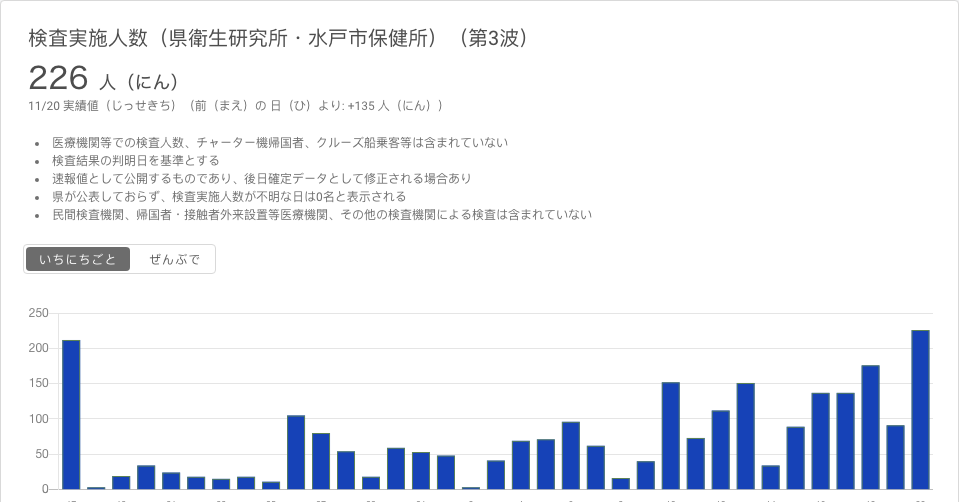 検査実施人数（県衛生研究所・水戸市保健所）（第3波）
226 人（にん）
11/20 実績値（じっせきち）（前（まえ）の 日（ひ）より: +135 人（にん））
医療機関等での検査人数、チャーター機帰国者、クルーズ船乗客等は含まれていない
検査結果の判明日を基準とする
速報値として公開するものであり、後日確定データとして修正される場合あり
県が公表しておらず、検査実施人数が不明な日は0名と表示される
民間検査機関、帰国者・接触者外来設置等医療機関、その他の検査機関による検査は含まれていない
いちにちごと ぜんぶで
250
200
150
100
50
0